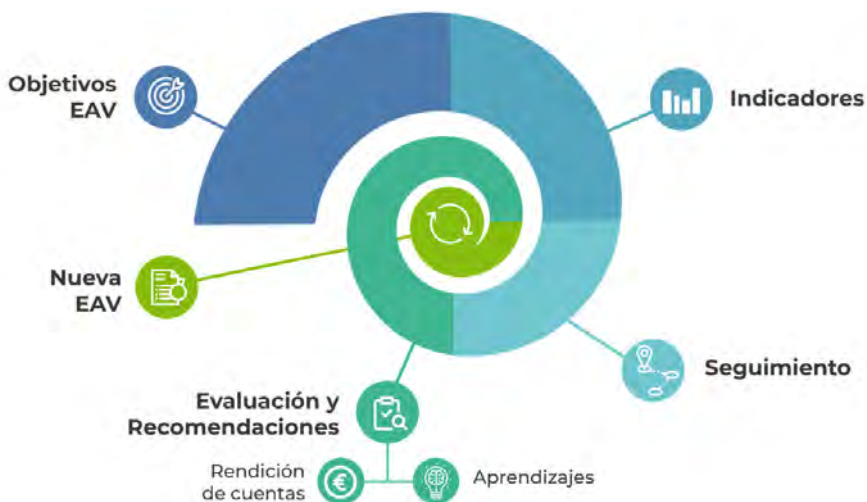 Objetivos
EAV
Indicadores
Nueva
EAV
Seguimiento
Evaluación y
Recomendaciones
Rendición
de cuentas
€
Aprendizajes